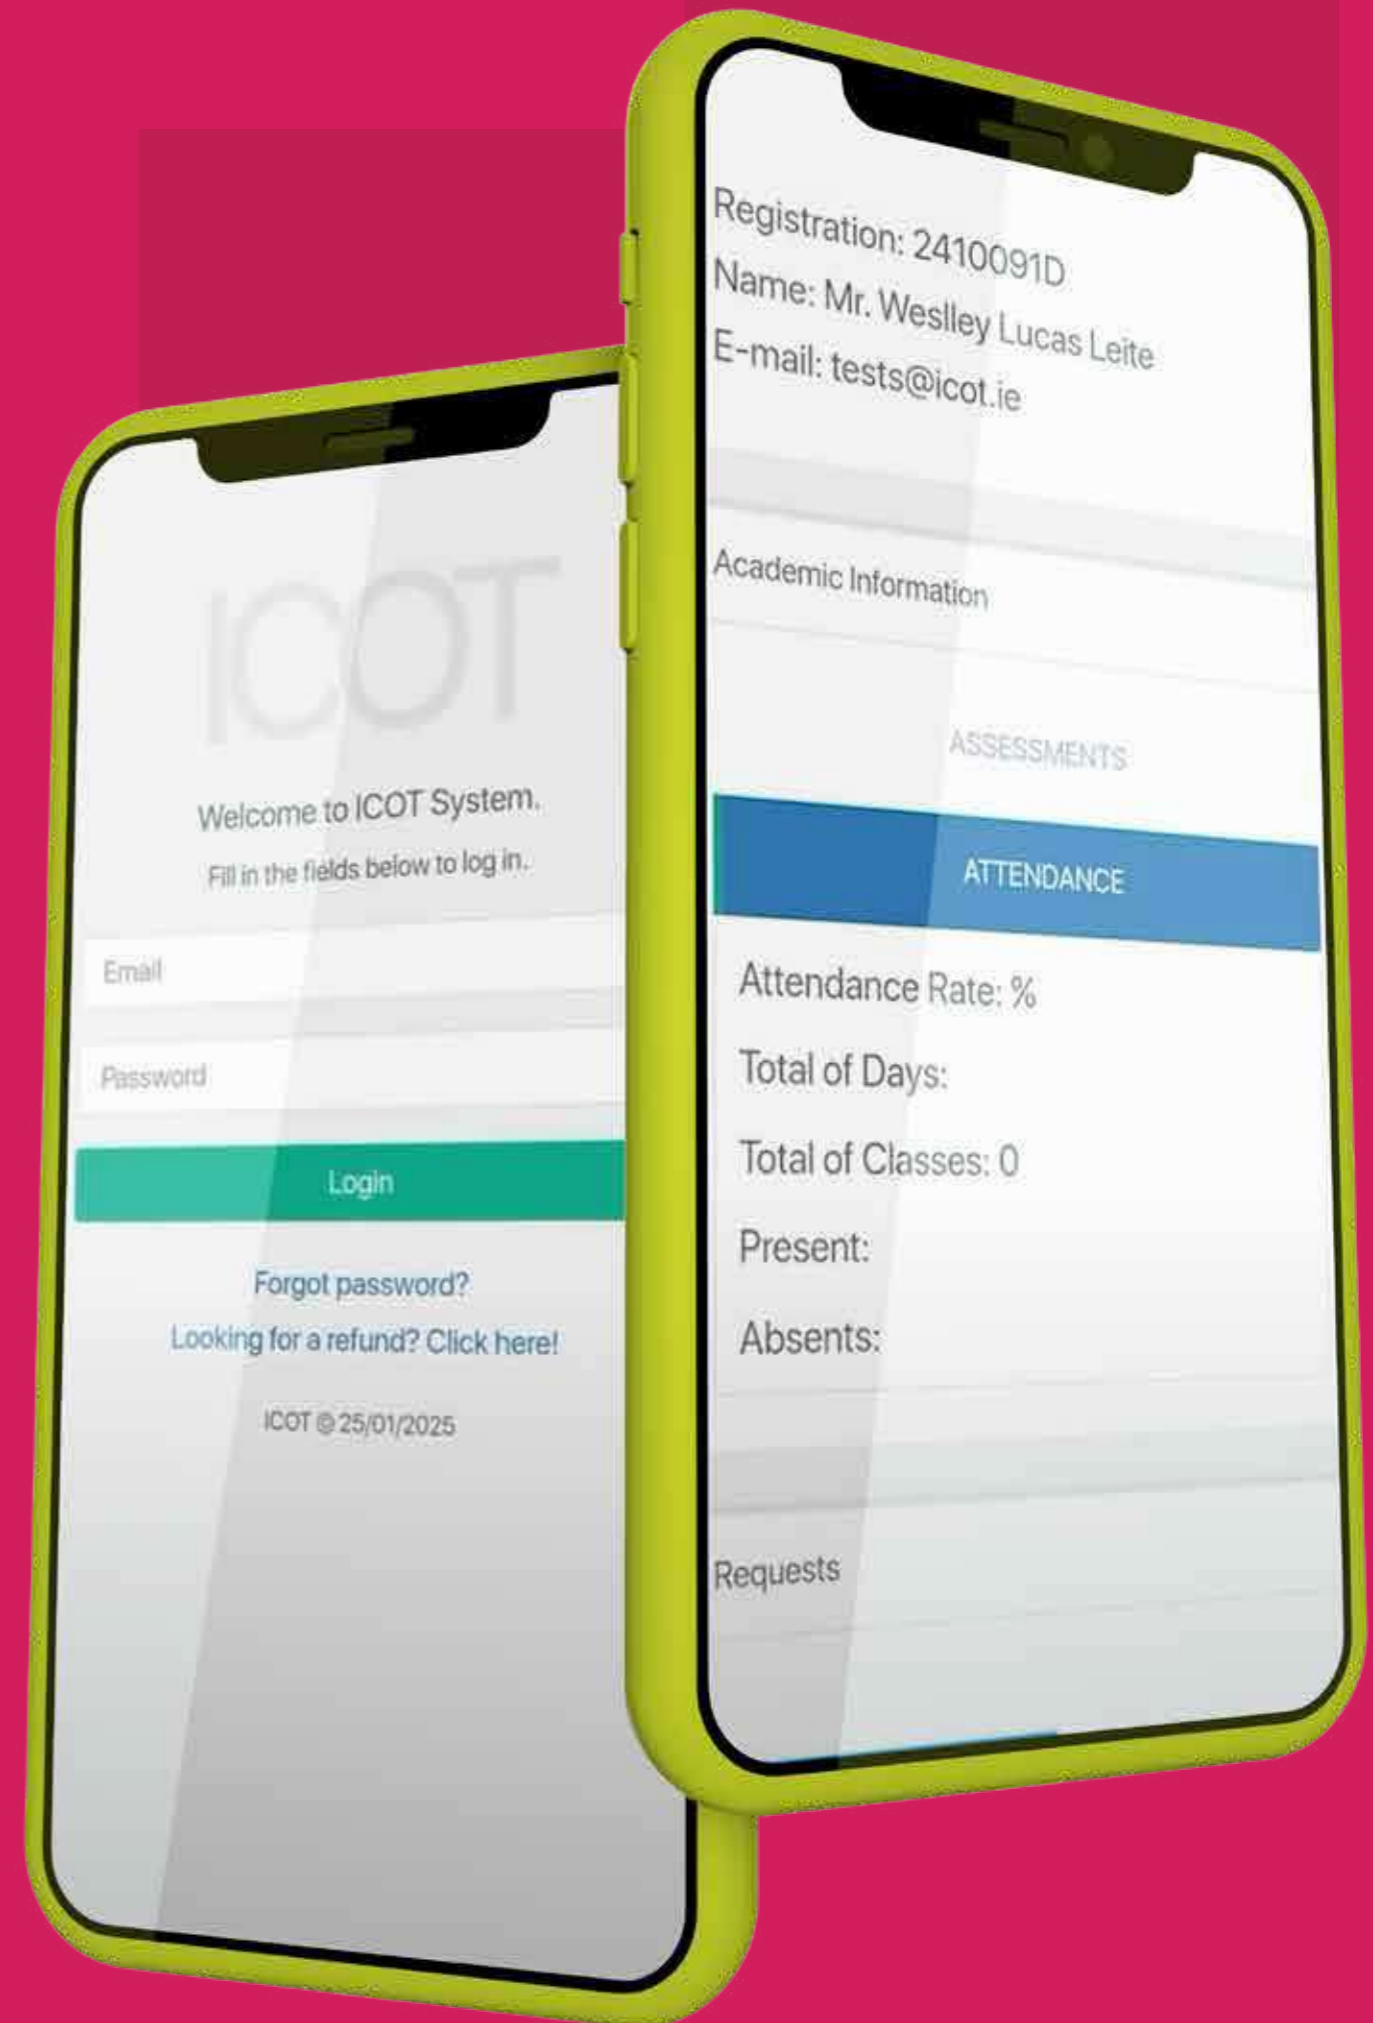 ICOT
Welcome to ICOT System.
Fill in the fields below to log in.
Email
Password
Login
Forgot password?
Looking for a refund? Click here!
ICOT © 25/01/2025
Registration: 2410091D
Name: Mr. Weslley Lucas Leite
E-mail: tests@icot.ie
Academic Information
ASSESSMENTS
ATTENDANCE
Attendance Rate: %
Total of Days:
Total of Classes: 0
Present:
Absents:
Requests